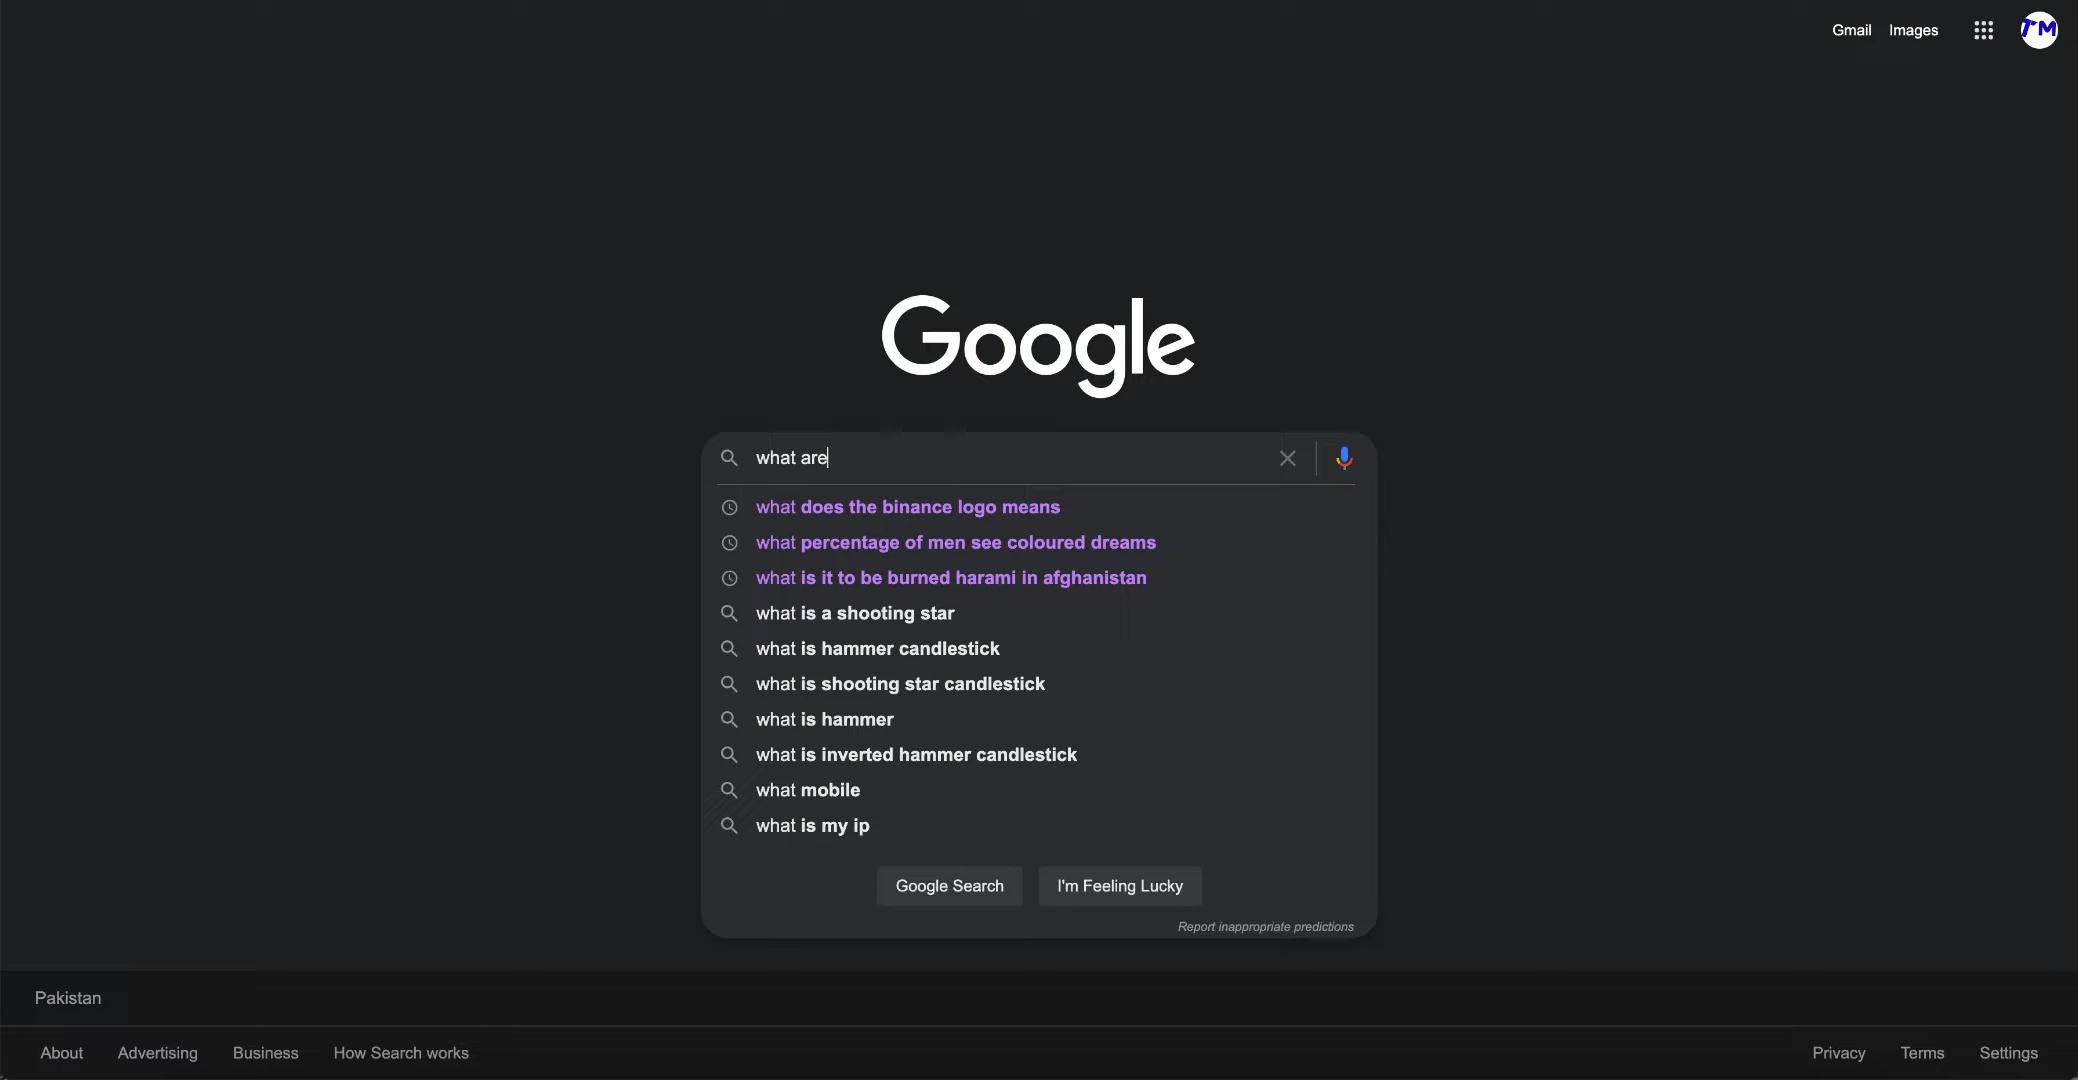 Gmail Images TM
Google
what are
what does the binance logo means
what percentage of men see coloured dreams
what is it to be burned harami in afghanistan
what is a shooting star
what is hammer candlestick
what is shooting star candlestick
what is hammer
what is inverted hammer candlestick
what mobile
what is my ip
Google Search I'm Feeling Lucky
Report inappropriate predictions
Pakistan
About Advertising Business How Search works Privacy Terms Settings